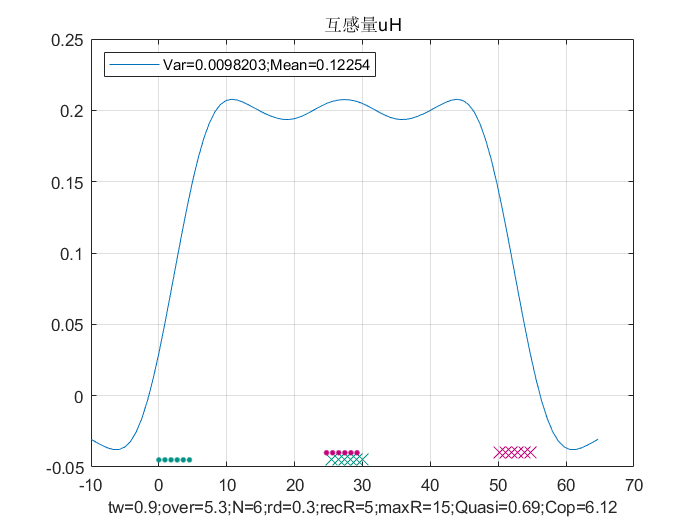 互感量uH
0.25
Var=0.0098203;Mean=0.12254
0.2
0.15
0.1
0.05
0
-0.05
-10 0 10 20 30 40 50 60 70
tw=0.9;over=5.3;N=6;rd=0.3;recR=5;maxR=15;Quasi=0.69;Cop=6.12